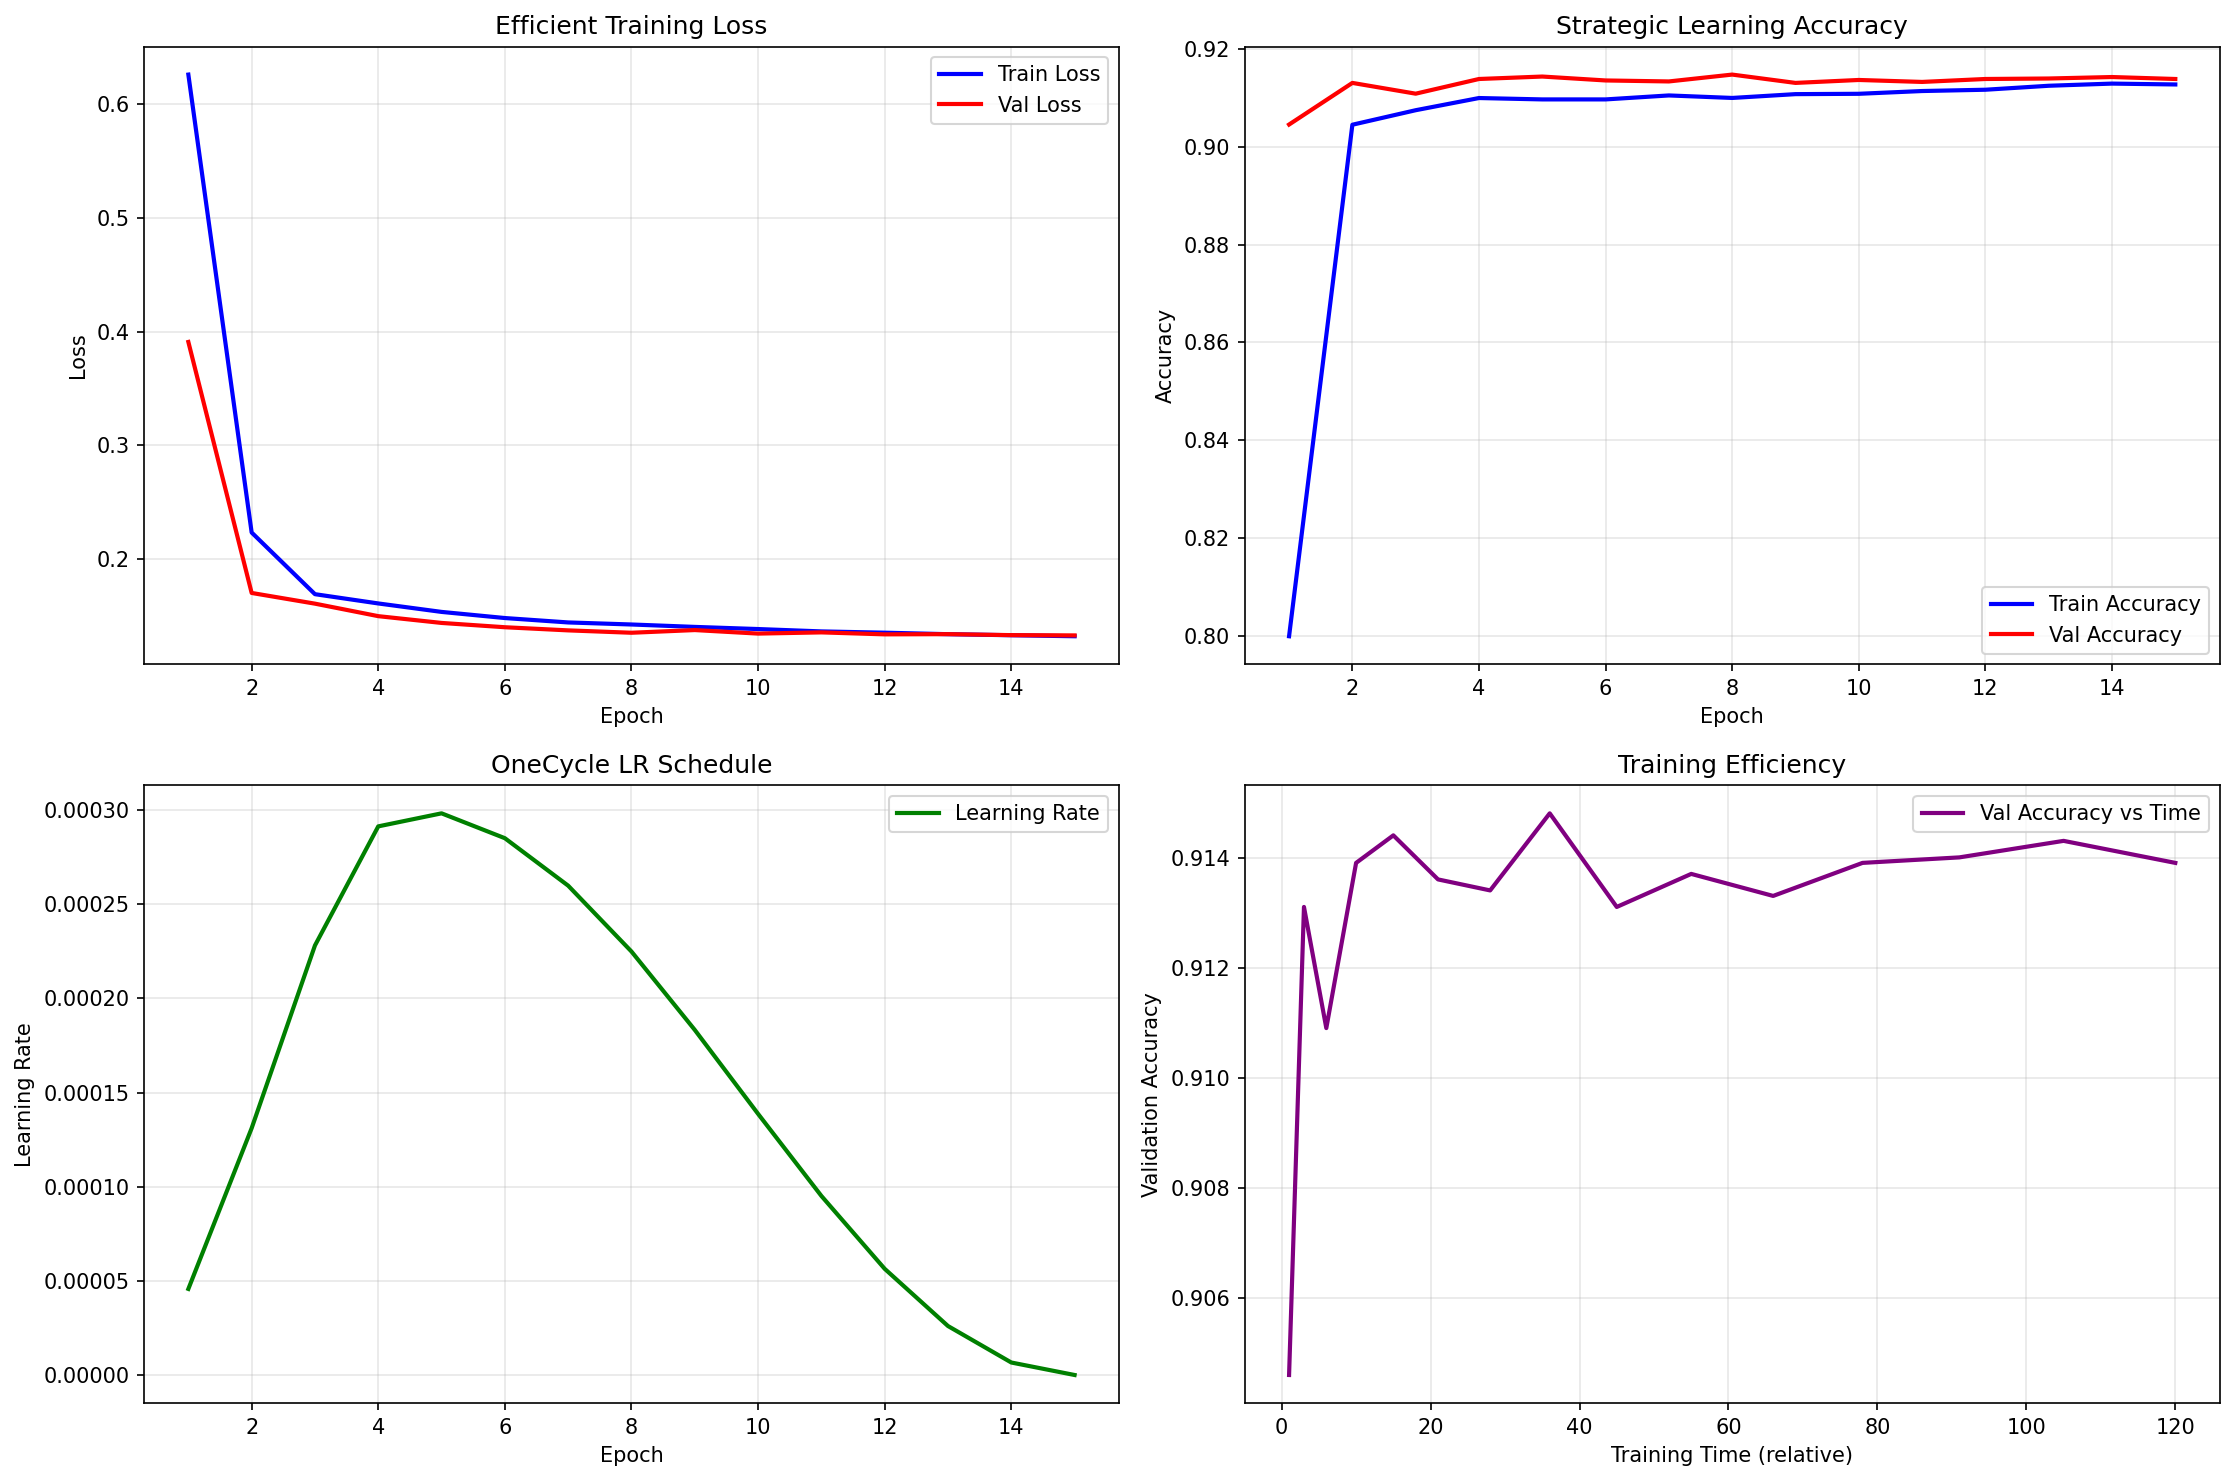 Efficient Training Loss
Train Loss
Val Loss
0.6
0.5
0.4
0.3
0.2
Loss
2 4 6 8 10 12 14
Epoch
Strategic Learning Accuracy
0.92
0.90
0.88
0.86
0.84
0.82
0.80
Accuracy
Train Accuracy
Val Accuracy
2 4 6 8 10 12 14
Epoch
OneCycle LR Schedule
Learning Rate
0.00030
0.00025
0.00020
0.00015
0.00010
0.00005
0.00000
Learning Rate
2 4 6 8 10 12 14
Epoch
Training Efficiency
Val Accuracy vs Time
0.914
0.912
0.910
0.908
0.906
Validation Accuracy
0 20 40 60 80 100 120
Training Time (relative)